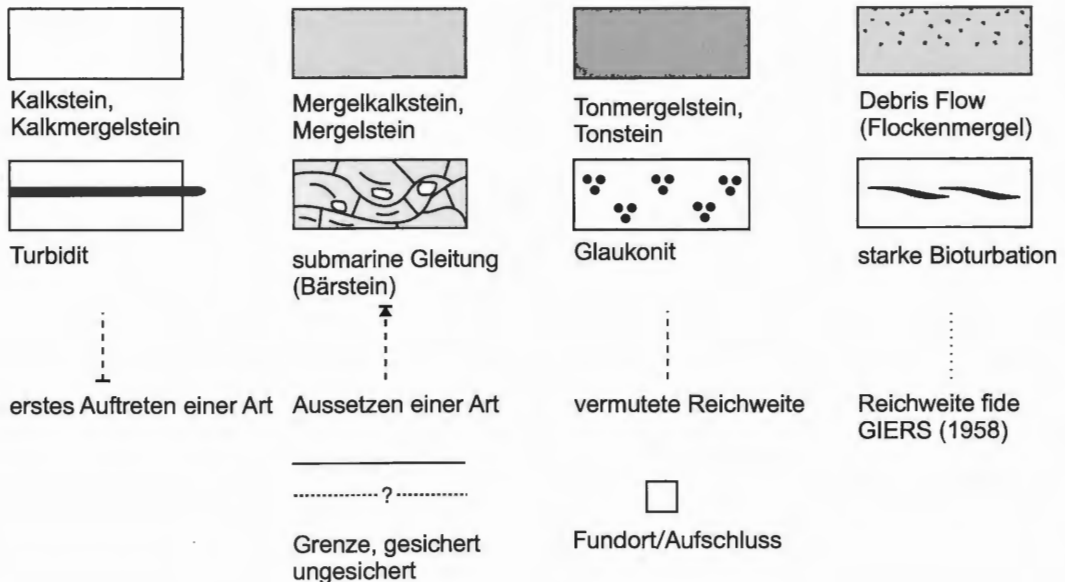 Kalkstein,
Kalkmergelstein
Mergelkalkstein,
Mergelstein
Tonmergelstein,
Tonstein
Debris Flow
(Flockenmergel)
Turbidit
submarine Gleitung
(Bärstein)
Glaukonit
starke Bioturbation
erstes Auftreten einer Art
Aussetzen einer Art
vermutete Reichweite
Reichweite fide
GIERS (1958)
?
Grenze, gesichert
ungesichert
Fundort/Aufschluss